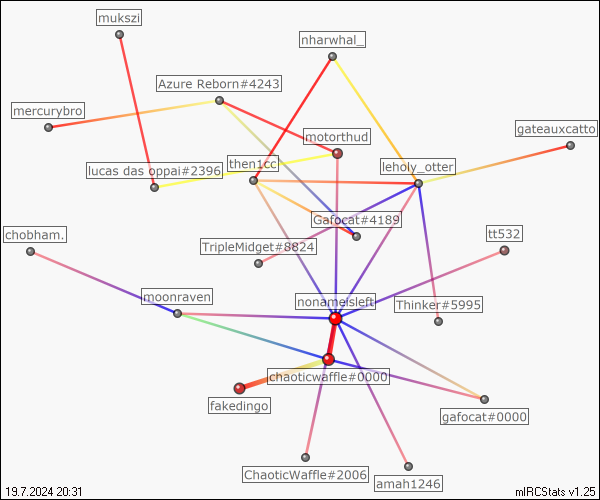 mukszi
nharwhal_
Azure Reborn#4243
mercurybro
motorthud
gateauxcatto
then1cc
leholy_otter
lucas das oppai#2396
Gafocat#4189
chobham.
tt532
TripleMidget#8824
moonraven
nonameisleft
Thinker#5995
chaoticwaffle#0000
fakedingo
gafocat#0000
ChaoticWaffle#2006
amah1246
19.7.2024 20:31
mIRCStats v1.25